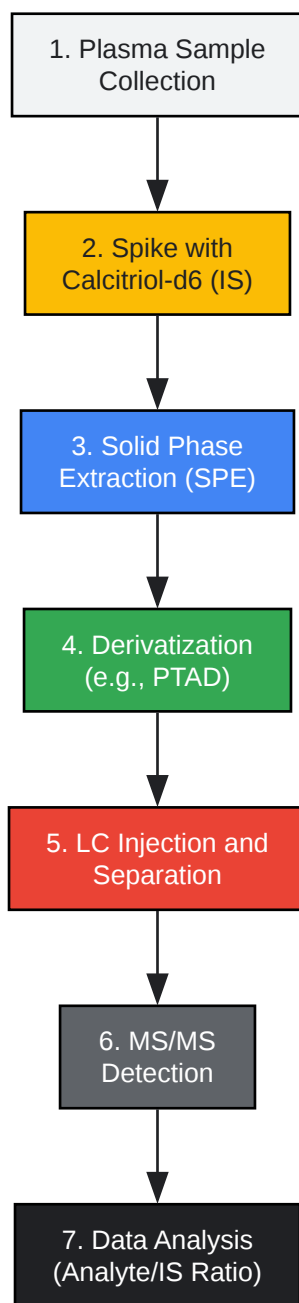 1. Plasma Sample
Collection
2. Spike with
Calcitriol-d6 (IS)
3. Solid Phase
Extraction (SPE)
4. Derivatization
(e.g., PTAD)
5. LC Injection and
Separation
6. MS/MS
Detection
7. Data Analysis
(Analyte/IS Ratio)